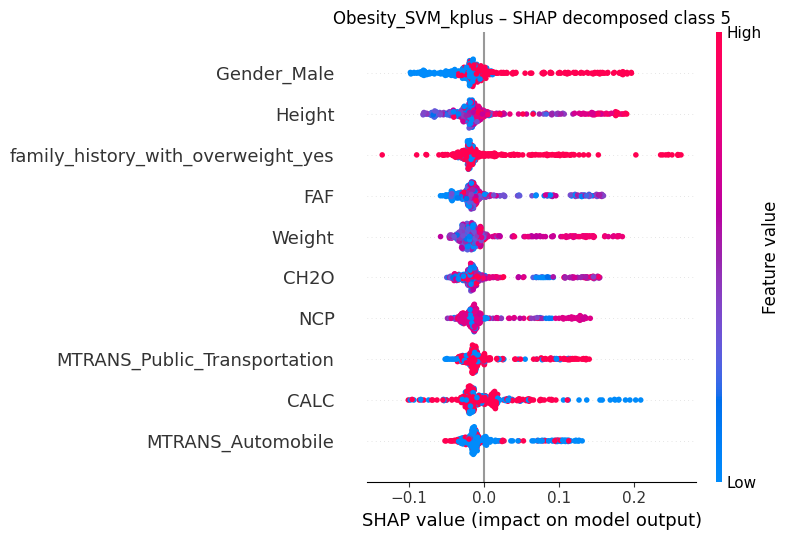 Obesity_SVM_kplus – SHAP decomposed class 5
High
Gender_Male
Height
family_history_with_overweight_yes
FAF
Weight
CH2O
NCP
MTRANS_Public_Transportation
CALC
MTRANS_Automobile
Feature value
Low
−0.1 0.0 0.1 0.2
SHAP value (impact on model output)